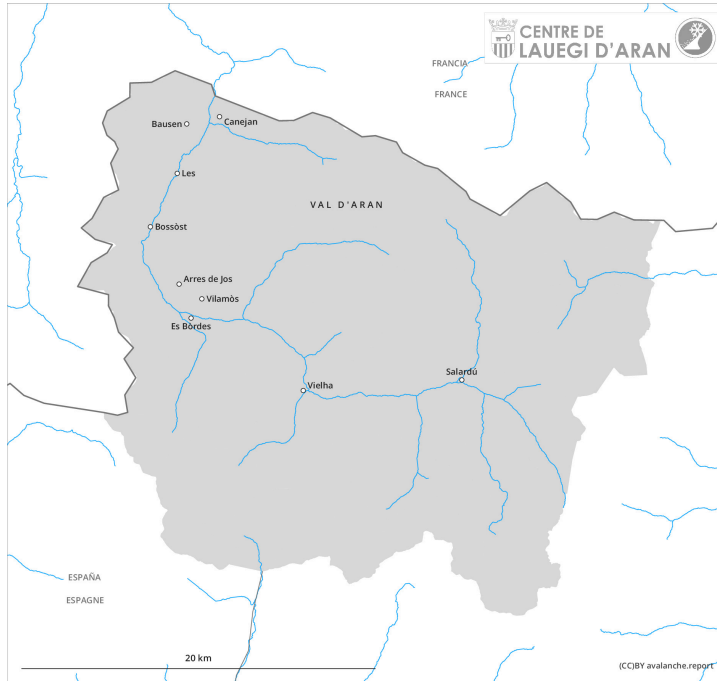 CENTRE DE
LAUEGI D'ARAN
FRANCIA
FRANCE
Bausen
Canejan
Les
VAL D'ARAN
Bossòst
Arres de Jos
Vilamòs
Es Bòrdes
Salardú
Vielha
ESPAÑA
ESPAGNE
20 km
(CC)BY avalanche.report